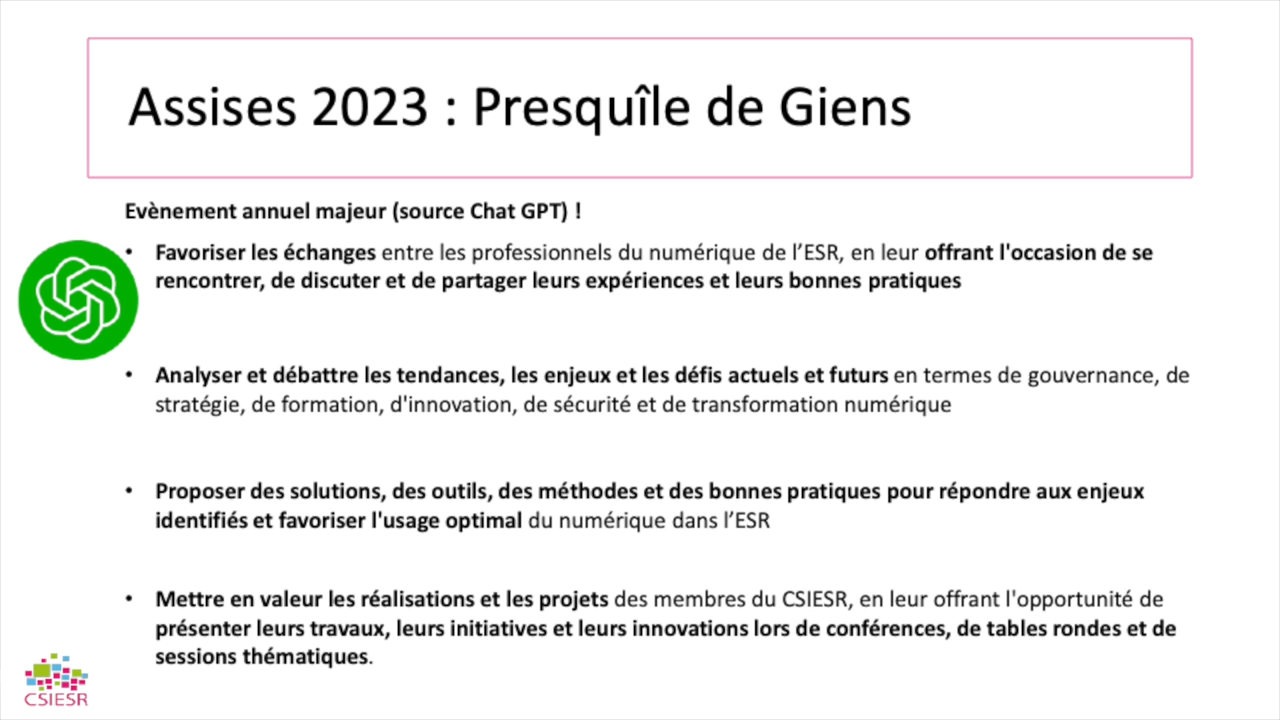 Assises 2023 : Presquîle de Giens
Evènement annuel majeur (source Chat GPT) !
• Favoriser les échanges entre les professionnels du numérique de l’ESR, en leur offrant l'occasion de se
rencontrer, de discuter et de partager leurs expériences et leurs bonnes pratiques
• Analyser et débattre les tendances, les enjeux et les défis actuels et futurs en termes de gouvernance, de
stratégie, de formation, d'innovation, de sécurité et de transformation numérique
• Proposer des solutions, des outils, des méthodes et des bonnes pratiques pour répondre aux enjeux
identifiés et favoriser l'usage optimal du numérique dans l’ESR
• Mettre en valeur les réalisations et les projets des membres du CSIESR, en leur offrant l'opportunité de
présenter leurs travaux, leurs initiatives et leurs innovations lors de conférences, de tables rondes et de
sessions thématiques.
CSIESR